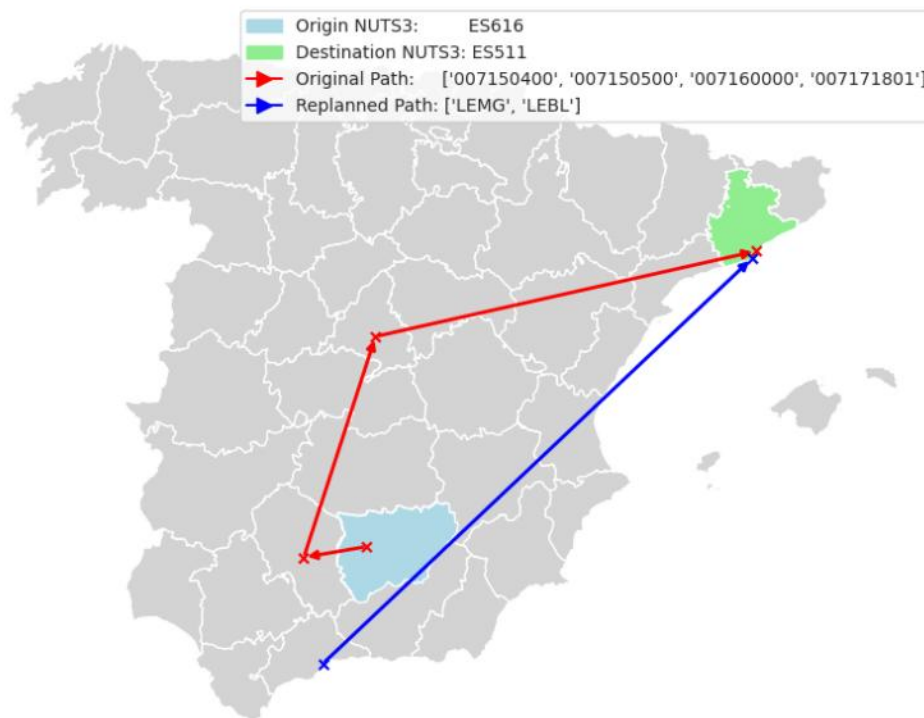 Origin NUTS3: ES616
Destination NUTS3: ES511
Original Path: ['007150400', '007150500', '007160000', '007171801']
Replanned Path: ['LEMG', 'LEBL']